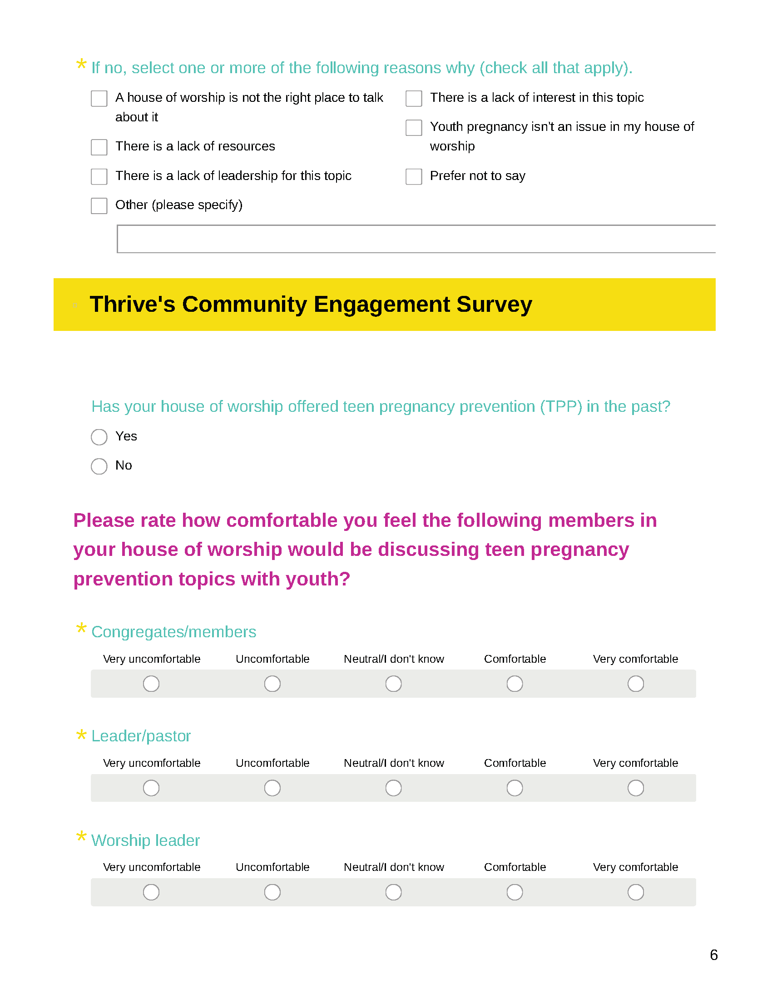 * If no, select one or more of the following reasons why (check all that apply).
A house of worship is not the right place to talk
about it
There is a lack of resources
There is a lack of leadership for this topic
Other (please specify)
There is a lack of interest in this topic
Youth pregnancy isn't an issue in my house of
worship
Prefer not to say
Thrive's Community Engagement Survey
Has your house of worship offered teen pregnancy prevention (TPP) in the past?
Yes
No
Please rate how comfortable you feel the following members in
your house of worship would be discussing teen pregnancy
prevention topics with youth?
* Congregates/members
Very uncomfortable Uncomfortable Neutral/I don't know Comfortable Very comfortable
* Leader/pastor
Very uncomfortable Uncomfortable Neutral/I don't know Comfortable Very comfortable
* Worship leader
Very uncomfortable Uncomfortable Neutral/I don't know Comfortable Very comfortable
6